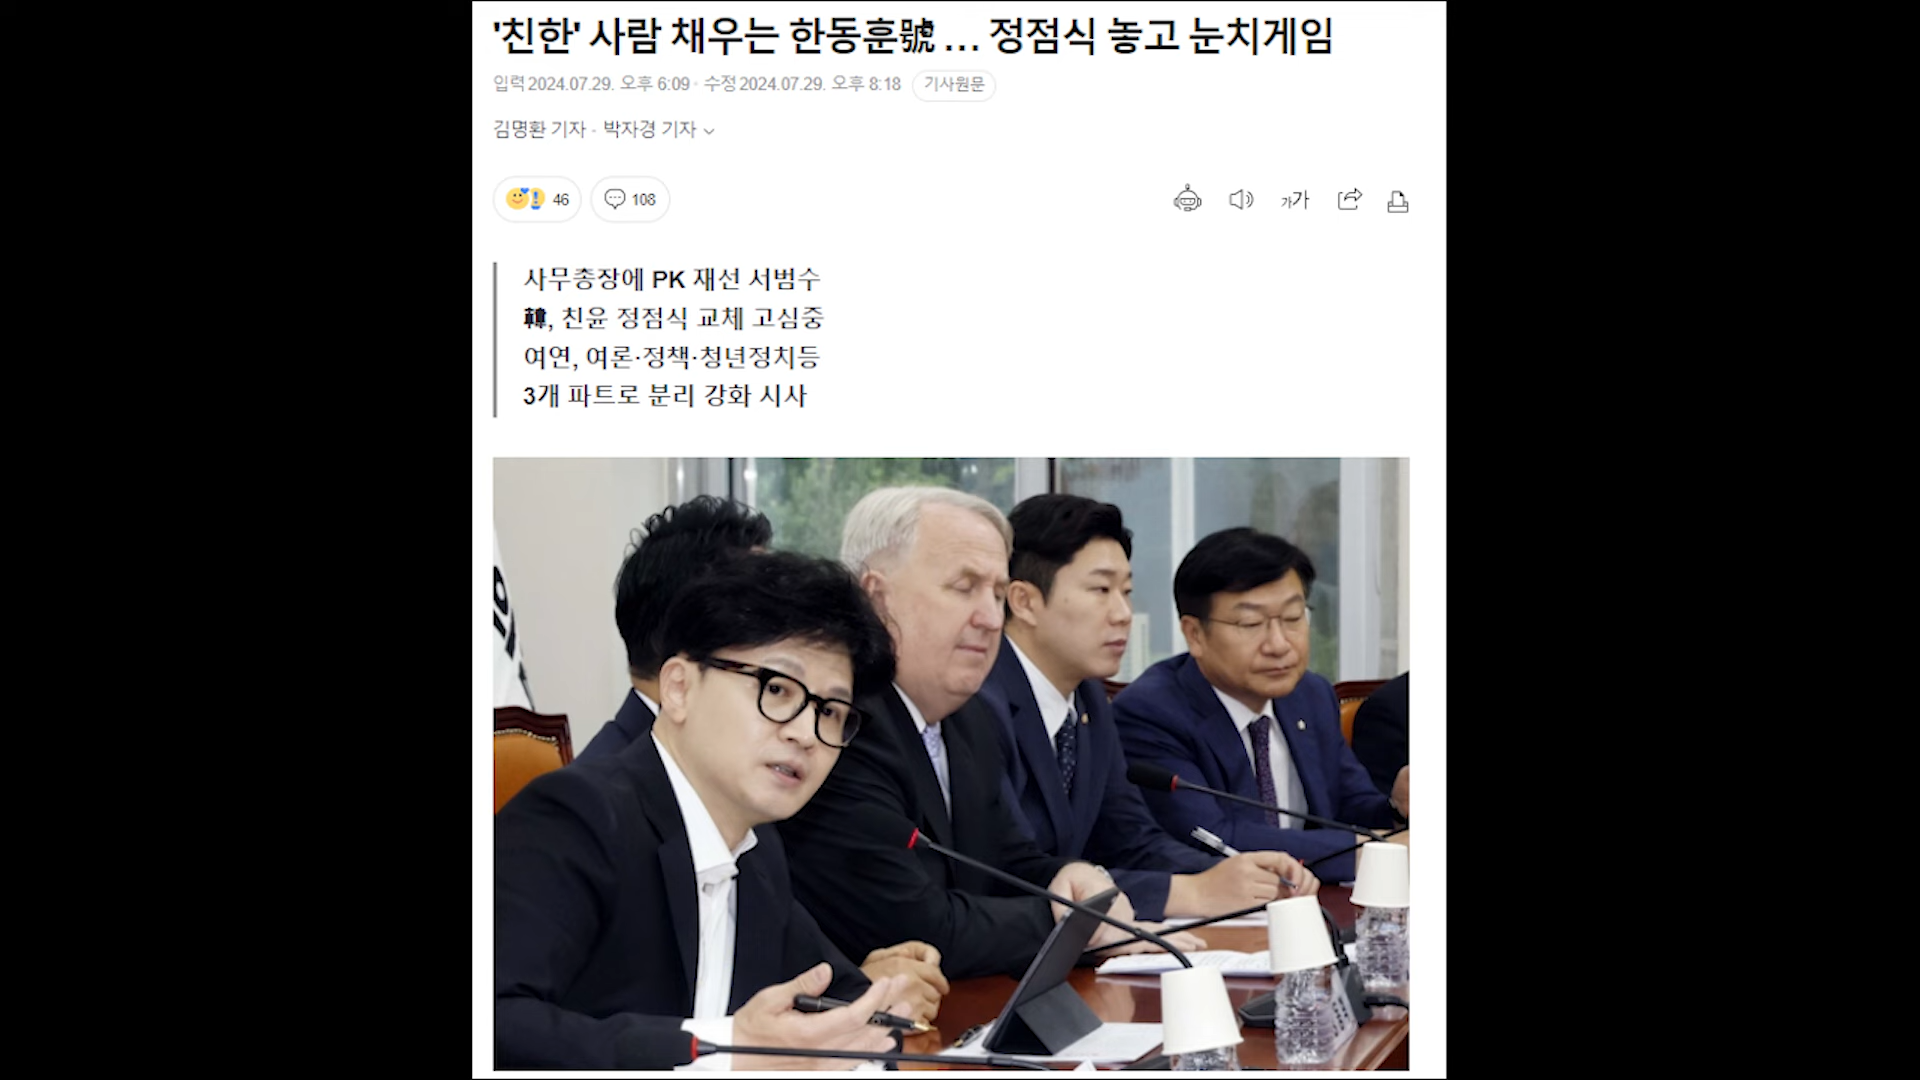 '친한' 사람 채우는 한동훈號 … 정점식 놓고 눈치게임
입력 2024.07.29. 오후 6:09 · 수정 2024.07.29. 오후 8:18 기사원문
김명환 기자 · 박자경 기자
46 108
가가
사무총장에 PK 재선 서범수
韓, 친윤 정점식 교체 고심중
여연, 여론·정책·청년정치등
3개 파트로 분리 강화 시사